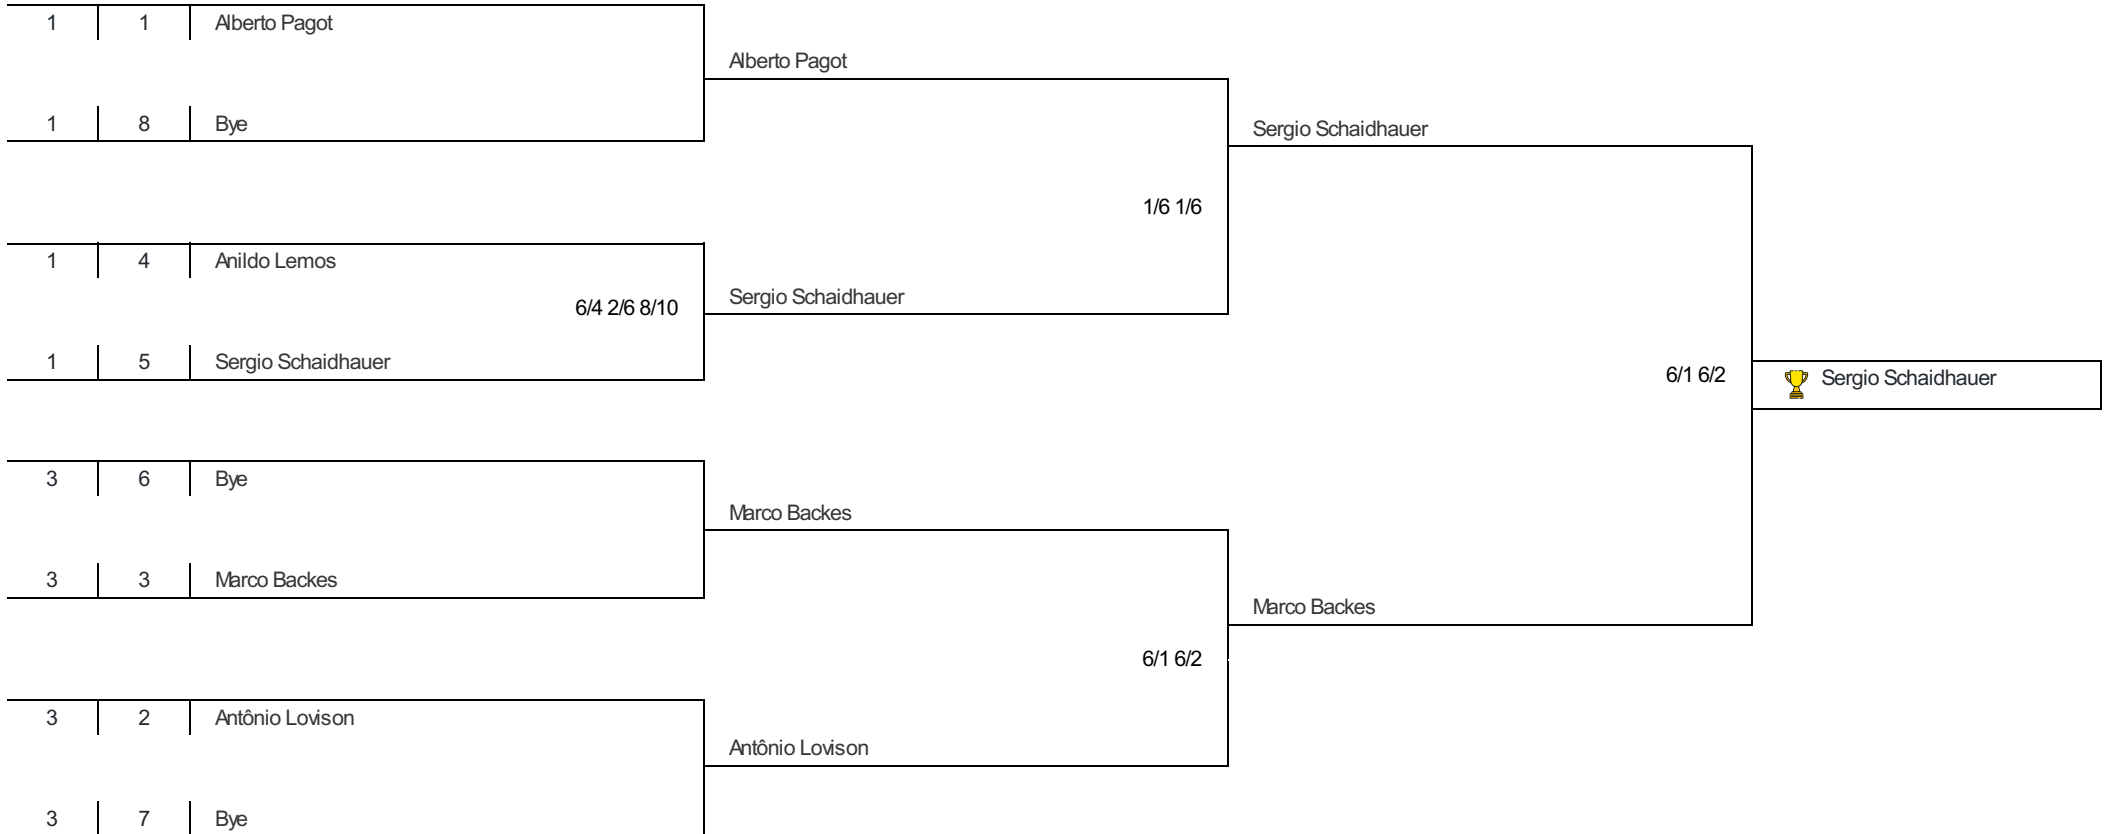 1 1 Alberto Pagot
Alberto Pagot
1 8 Bye
Sergio Schaidhauer
1/6 1/6
1 4 Anildo Lemos
6/4 2/6 8/10
Sergio Schaidhauer
1 5 Sergio Schaidhauer
6/1 6/2
Sergio Schaidhauer
3 6 Bye
Marco Backes
3 3 Marco Backes
Marco Backes
6/1 6/2
3 2 Antônio Lovison
Antônio Lovison
3 7 Bye